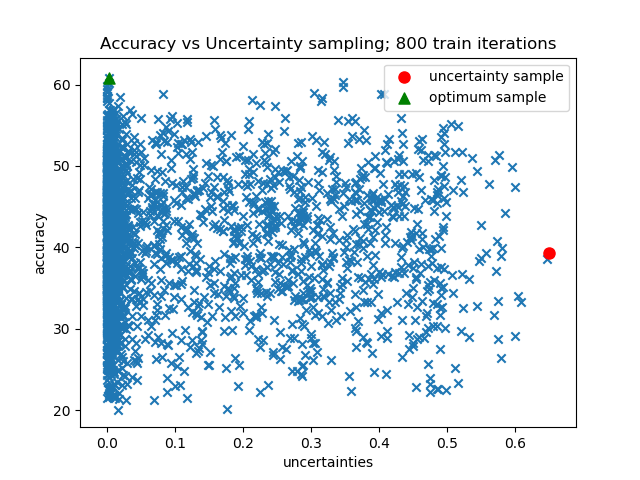 Accuracy vs Uncertainty sampling; 800 train iterations
uncertainty sample
optimum sample
60
50
40
30
20
accuracy
0.0 0.1 0.2 0.3 0.4 0.5 0.6
uncertainties